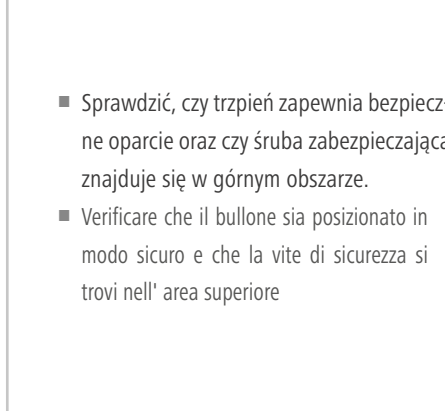 ■ Sprawdzić, czy trzpień zapewnia bezpiecz-
ne oparcie oraz czy śruba zabezpieczająca
znajduje się w górnym obszarze.
■ Verificare che il bullone sia posizionato in
modo sicuro e che la vite di sicurezza si
trovi nell' area superiore